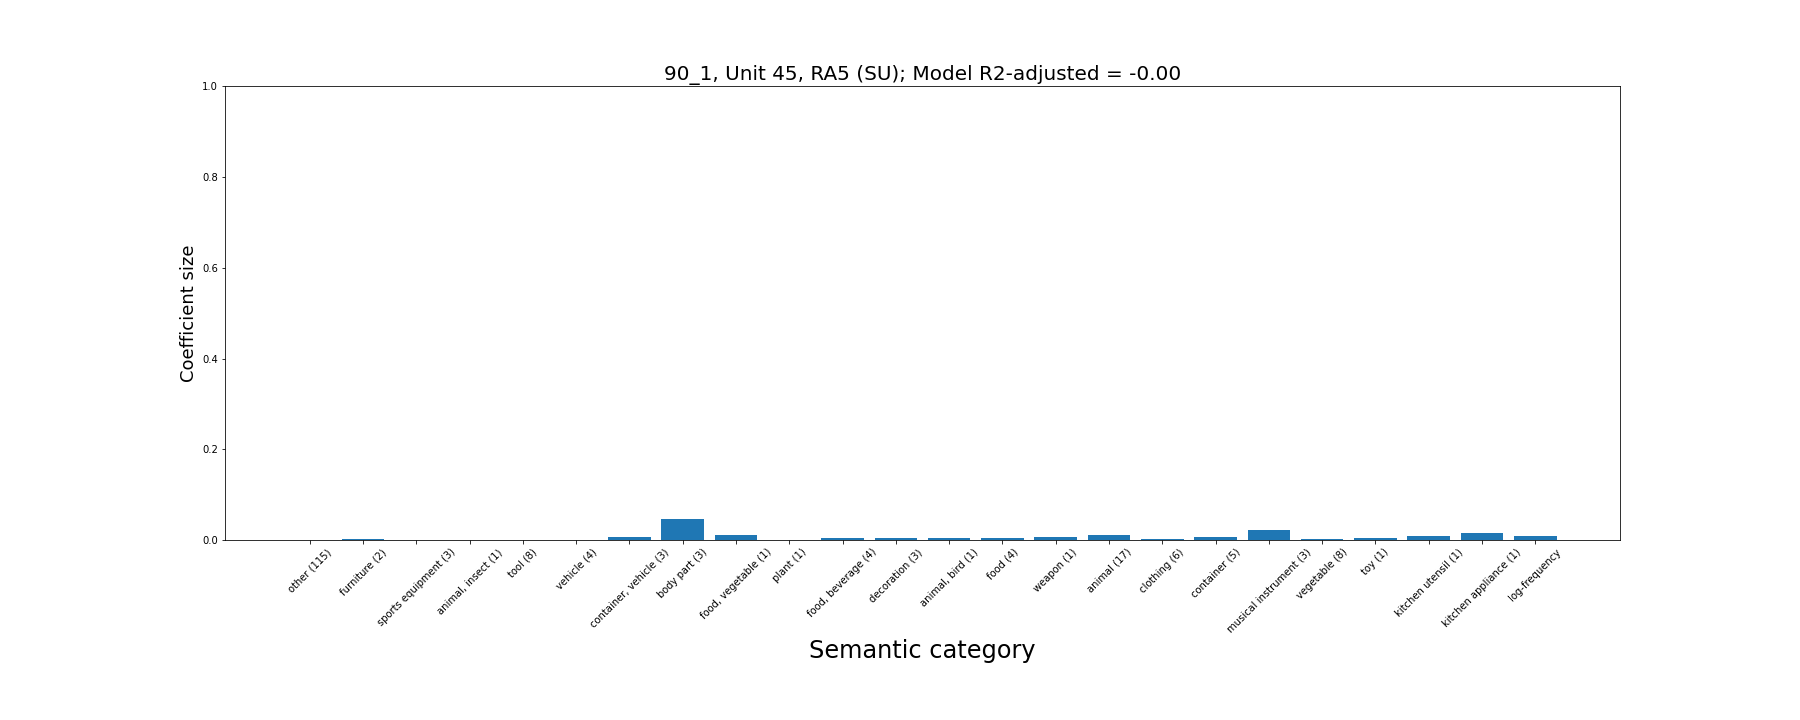 90_1, Unit 45, RA5 (SU); Model R2-adjusted = -0.00
Coefficient size
1.0
0.8
0.6
0.4
0.2
0.0
other (115)
furniture (2)
sports equipment (3)
animal, insect (1)
tool (8)
vehicle (4)
container, vehicle (3)
body part (3)
food, vegetable (1)
plant (1)
food, beverage (4)
decoration (3)
animal, bird (1)
food (4)
weapon (1)
animal (17)
clothing (6)
container (5)
musical instrument (3)
vegetable (8)
toy (1)
kitchen utensil (1)
kitchen appliance (1)
log-frequency
Semantic category